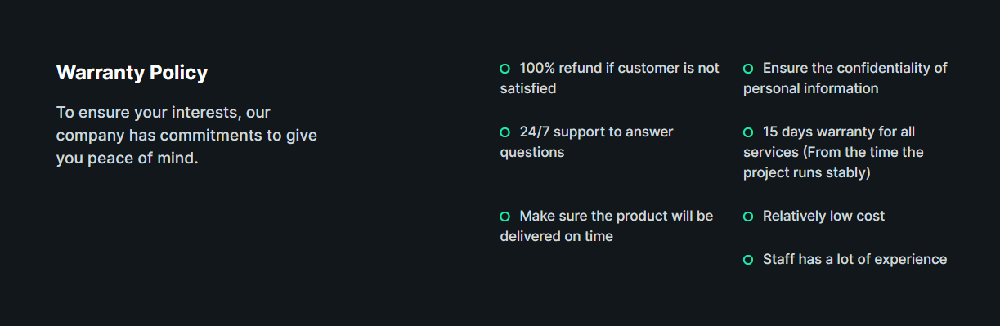 Warranty Policy
To ensure your interests, our
company has commitments to give
you peace of mind.
100% refund if customer is not
satisfied
24/7 support to answer
questions
Make sure the product will be
delivered on time
Ensure the confidentiality of
personal information
15 days warranty for all
services (From the time the
project runs stably)
Relatively low cost
Staff has a lot of experience